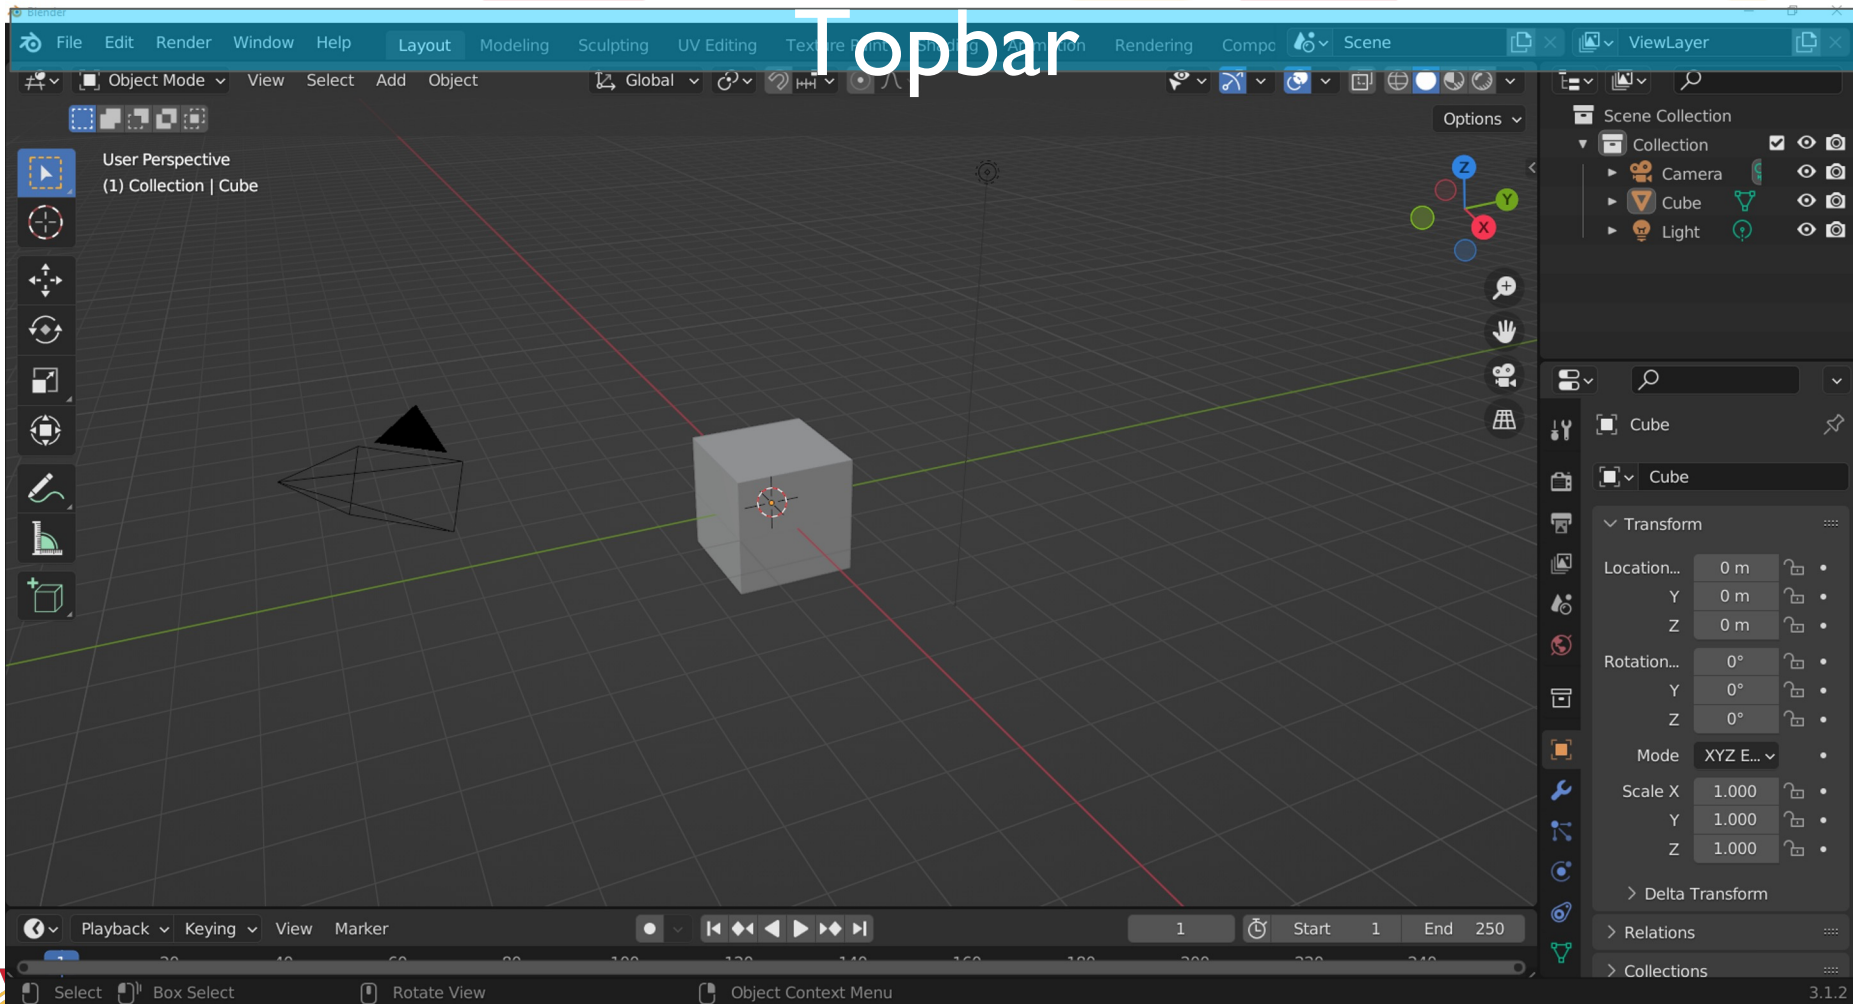 Blender
Topbar
File Edit Render Window Help Layout Modeling Sculpting UV Editing Rendering Compo Scene ViewLayer
Object Mode View Select Add Object Global
Options
User Perspective
(1) Collection | Cube
Z
Y
X
Scene Collection
Collection
Camera
Cube
Light
Cube
Cube
Transform
Location... 0 m
Y 0 m
Z 0 m
Rotation... 0°
Y 0°
Z 0°
Mode XYZ E...
Scale X 1.000
Y 1.000
Z 1.000
Delta Transform
Relations
Collections
Playback Keying View Marker 1 Start 1 End 250
Select Box Select Rotate View Object Context Menu 3.1.2